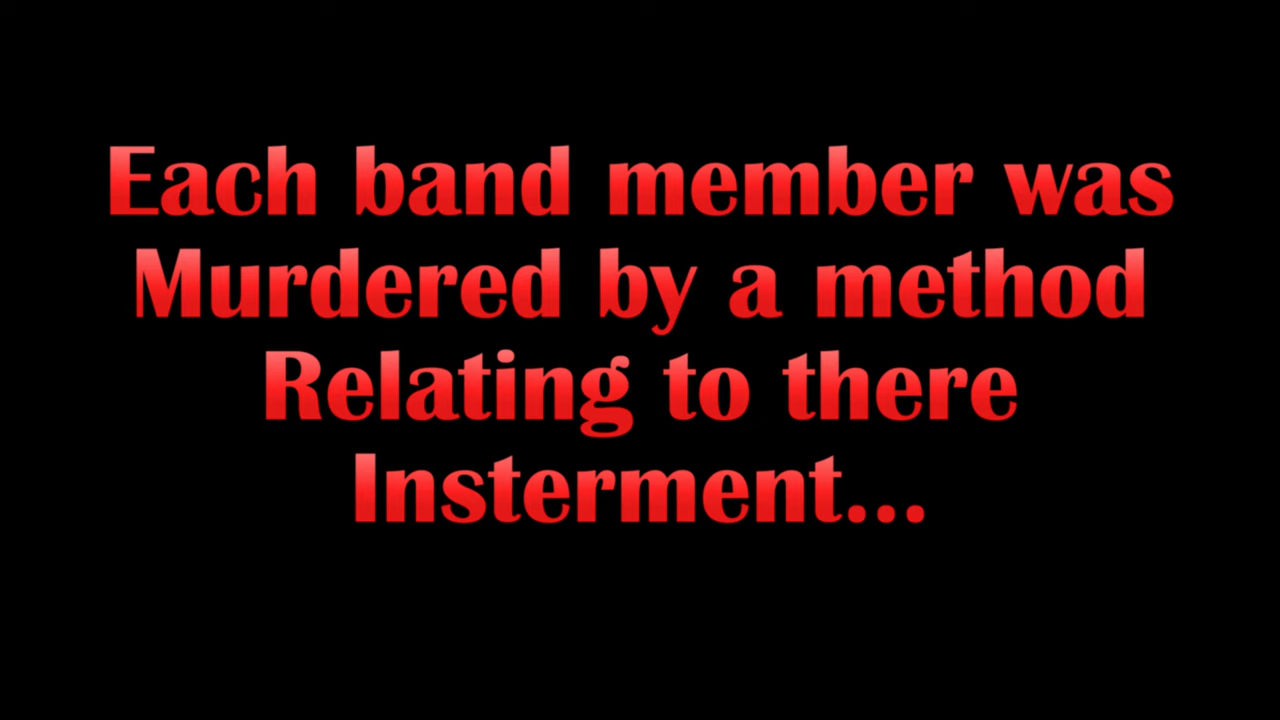 Each band member was
Murdered by a method
Relating to there
Insterment...